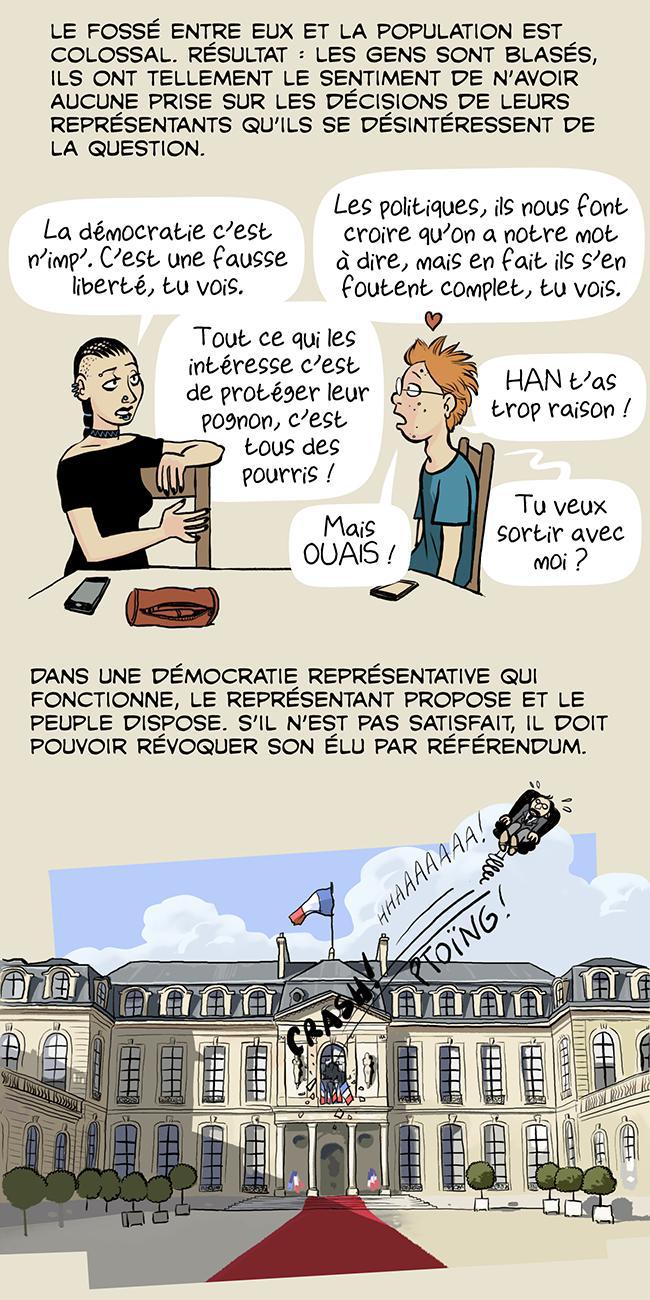 LE FOSSÉ ENTRE EUX ET LA POPULATION EST
COLOSSAL. RÉSULTAT : LES GENS SONT BLASÉS,
ILS ONT TELLEMENT LE SENTIMENT DE N'AVOIR
AUCUNE PRISE SUR LES DÉCISIONS DE LEURS
REPRÉSENTANTS QU'ILS SE DÉSINTÉRESSENT DE
LA QUESTION.
La démocratie c'est
n'imp'. C'est une fausse
liberté, tu vois.
Les politiques, ils nous font
croire qu'on a notre mot
à dire, mais en fait ils s'en
foutent complet, tu vois.
Tout ce qui les
intéresse c'est
de protéger leur
pognon, c'est
tous des
pourris !
HAN t'as
trop raison !
Mais
OUAIS !
Tu veux
sortir avec
moi ?
DANS UNE DÉMOCRATIE REPRÉSENTATIVE QUI
FONCTIONNE, LE REPRÉSENTANT PROPOSE ET LE
PEUPLE DISPOSE. S'IL N'EST PAS SATISFAIT, IL DOIT
POUVOIR RÉVOQUER SON ÉLU PAR RÉFÉRENDUM.
HHAAAAAAA!
PTOÏNG!
CRASH!